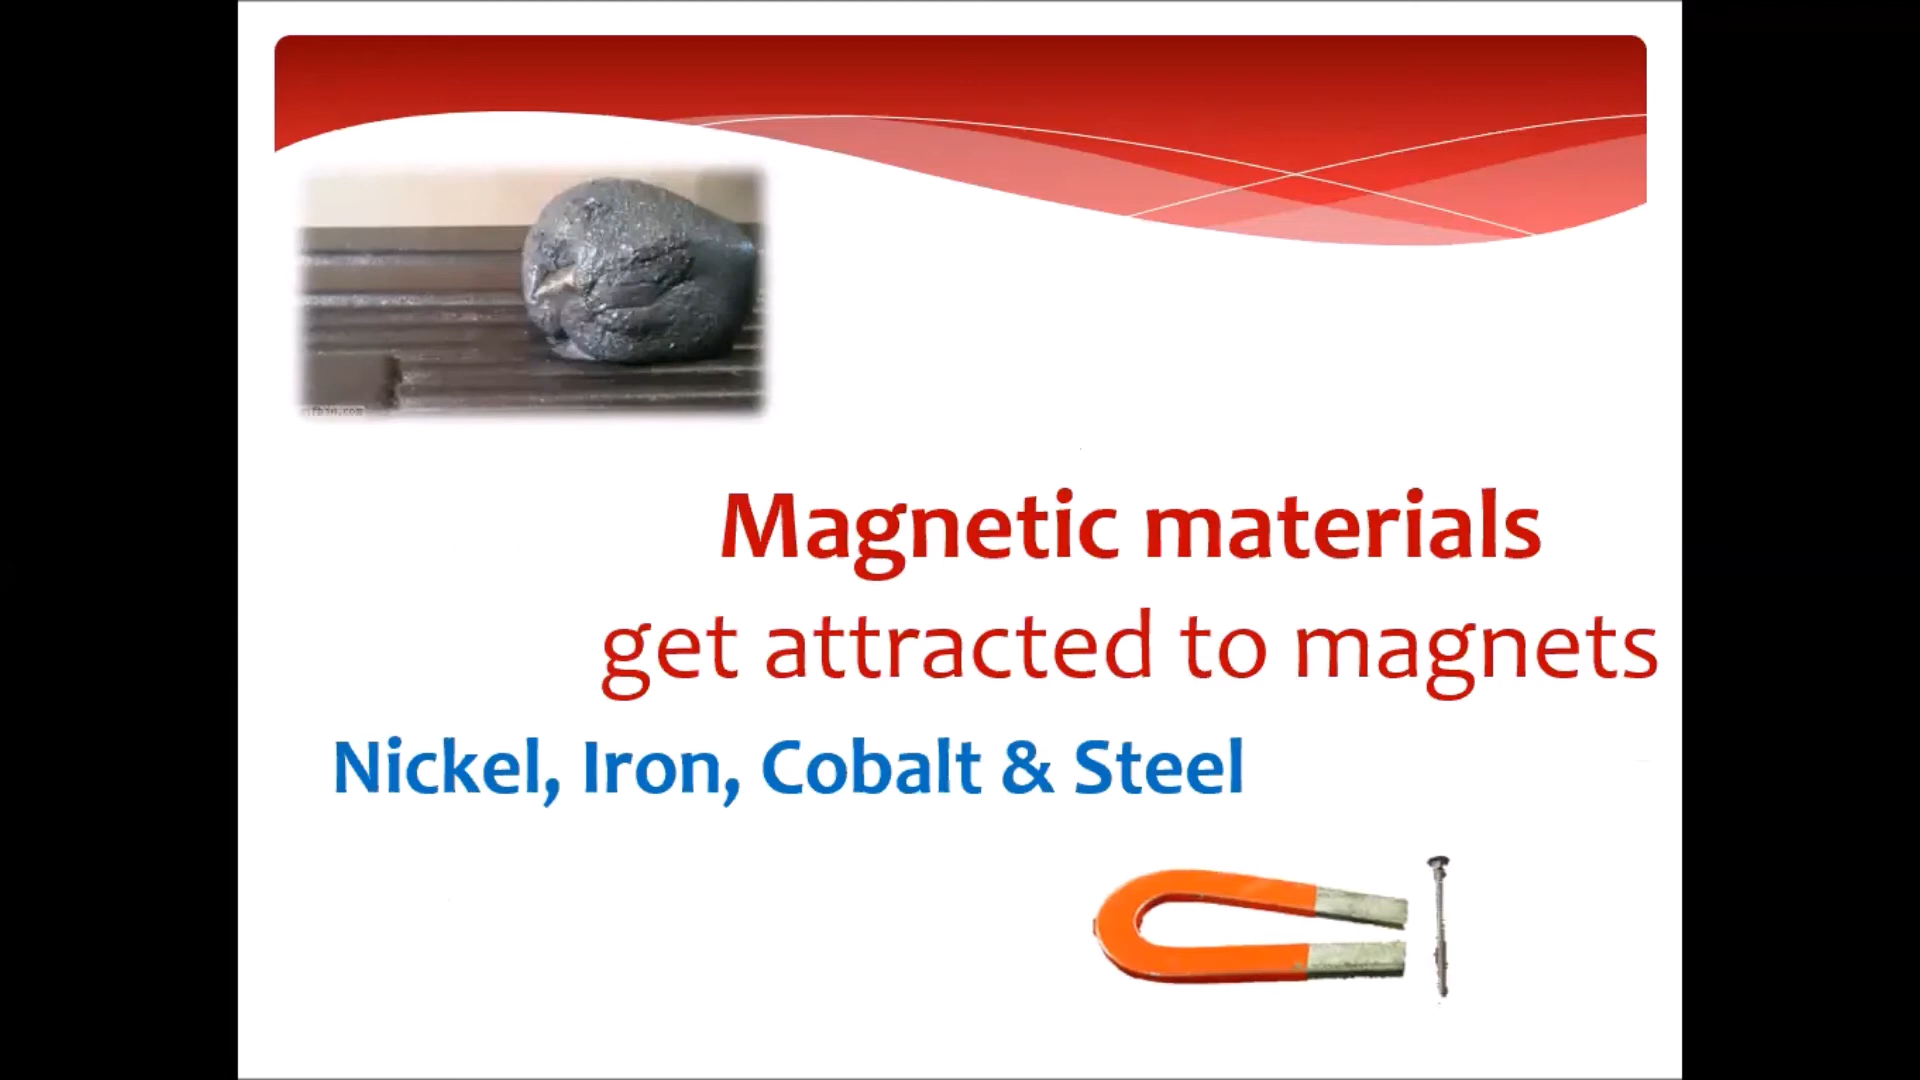 Magnetic materials
get attracted to magnets
Nickel, Iron, Cobalt & Steel